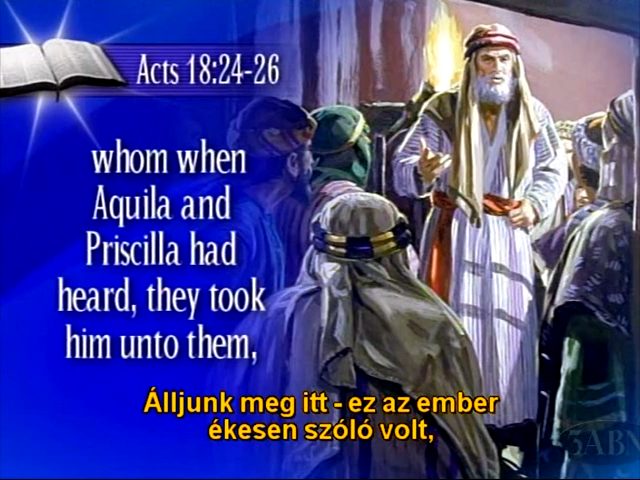 Acts 18:24-26
whom when
Aquila and
Priscilla had
heard, they took
him unto them,
Álljunk meg itt - ez az ember
ékesen szóló volt,
3ABN